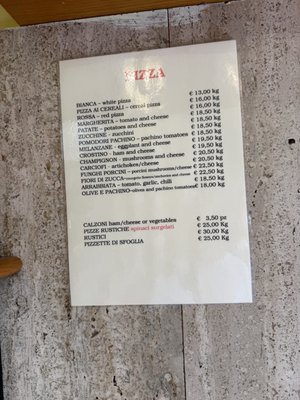 PIZZA
BIANCA – white pizza € 13,00 kg
PIZZA AI CEREALI – cereal pizza € 16,00 kg
ROSSA – red pizza € 16,00 kg
MARGHERITA – tomato and cheese € 18,50 kg
PATATE – potatoes and cheese € 18,50 kg
ZUCCHINE - zucchini € 18,50 kg
POMODORI PACHINO – pachino tomatoes € 18,50 kg
MELANZANE – eggplant and cheese € 19,50 kg
CROSTINO – ham and cheese € 19,50 kg
CHAMPIGNON - mushrooms and cheese € 20,50 kg
CARCIOFI - artichoken/cheese € 20,50 kg
FUNGHI PORCINI – porcini mushrooms/cheese € 22,50 kg
FIORI DI ZUCCA- and cheese € 22,50 kg
ARRABBIATA – tomato, garlic, chili € 18,50 kg
OLIVE E PACHINO-olives and pachino tomatoes € 18,00 kg
CALZONI ham/cheese or vegetables € 3,50 pz
PIZZE RUSTICHE spinaci surgelati € 25,00 Kg
RUSTICI € 30,00 Kg
PIZZETTE DI SFOGLIA € 25,00 Kg